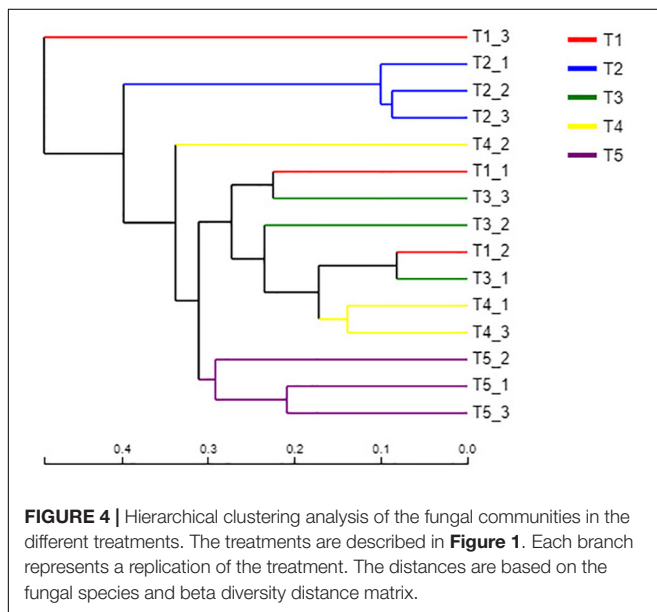 T1_3
T2_1
T2_2
T2_3
T4_2
T1_1
T3_3
T3_2
T1_2
T3_1
T4_1
T4_3
T5_2
T5_1
T5_3
T1
T2
T3
T4
T5
0.4 0.3 0.2 0.1 0.0
FIGURE 4 | Hierarchical clustering analysis of the fungal communities in the
different treatments. The treatments are described in Figure 1. Each branch
represents a replication of the treatment. The distances are based on the
fungal species and beta diversity distance matrix.